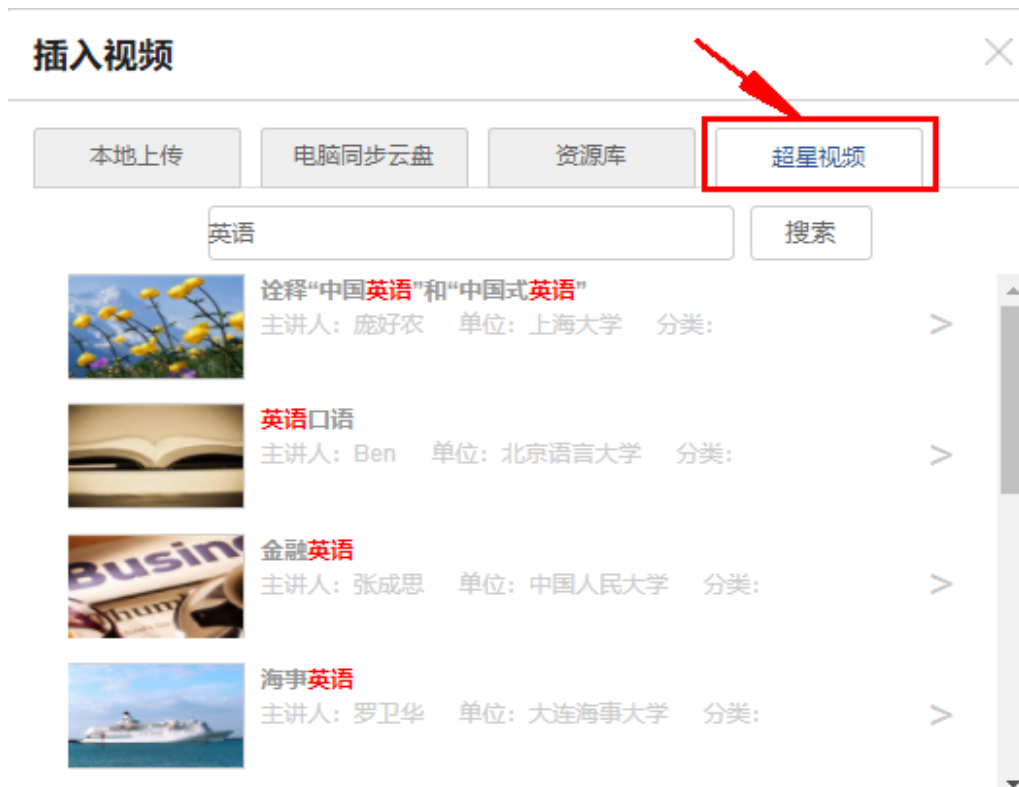 插入视频
本地上传 电脑同步云盘 资源库 超星视频
英语 搜索
诠释“中国英语”和“中国式英语”
主讲人：庞好农 单位：上海大学 分类：
英语口语
主讲人：Ben 单位：北京语言大学 分类：
Busin
金融英语
主讲人：张成思 单位：中国人民大学 分类：
海事英语
主讲人：罗卫华 单位：大连海事大学 分类：